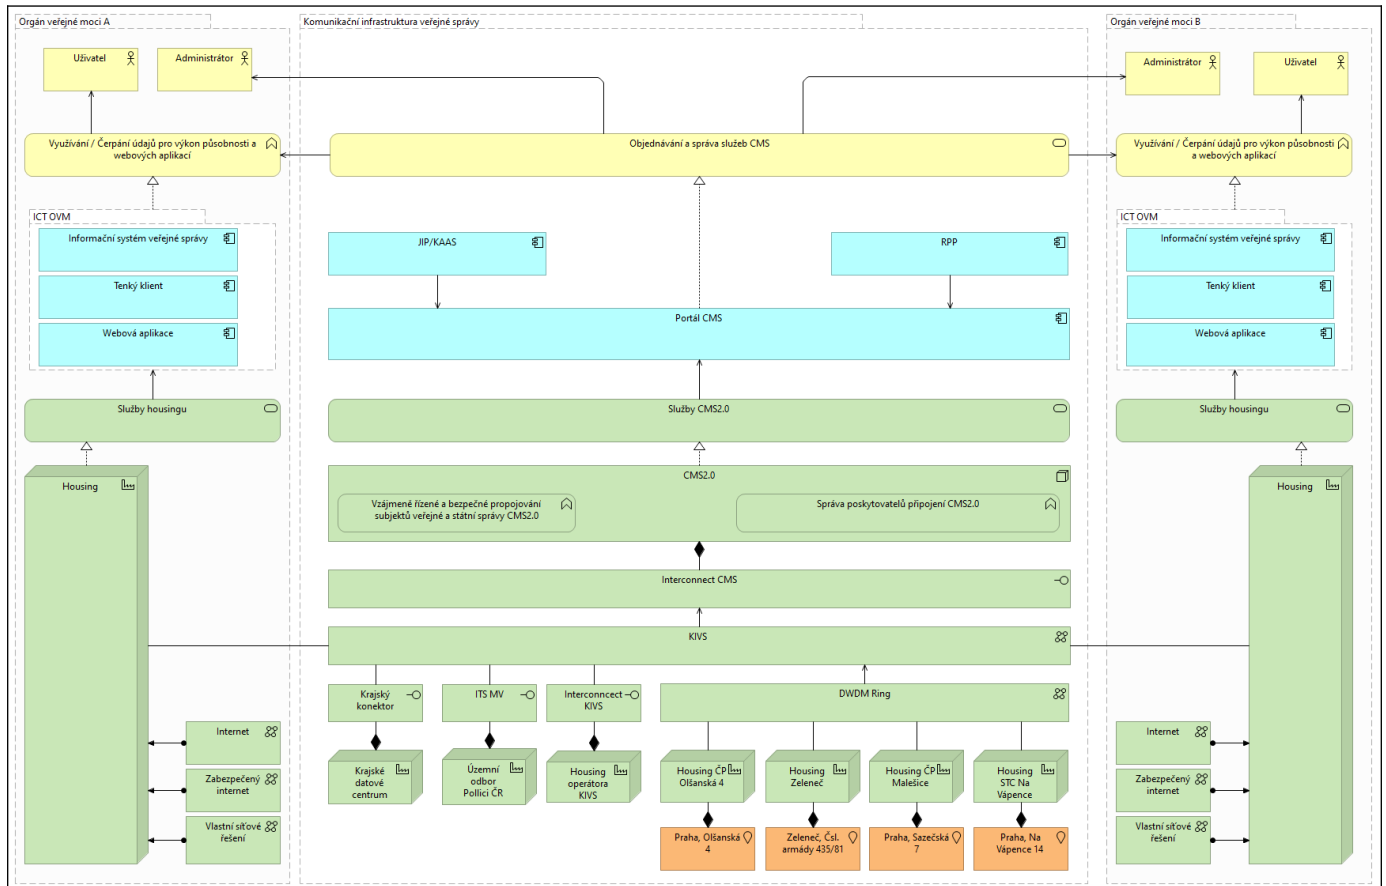 Orgán veřejné moci A
Komunikační infrastruktura veřejné správy
Orgán veřejné moci B
Uživatel
Administrátor
Administrátor
Uživatel
Využívání / Čerpání údajů pro výkon působnosti a
webových aplikací
Objednávání a správa služeb CMS
Využívání / Čerpání údajů pro výkon působnosti
a webových aplikací
ICT OVM
Informační systém veřejné správy
Tenký klient
Webová aplikace
JIP/KAAS
RPP
Portál CMS
ICT OVM
Informační systém veřejné správy
Tenký klient
Webová aplikace
Služby housingu
Služby CMS2.0
Služby housingu
Housing
CMS2.0
Vzájmené řízené a bezpečné propojování
subjektů veřejné a státní správy CMS2.0
Správa poskytovatelů připojení CMS2.0
Housing
Interconnect CMS
KIVS
Krajský
konektor
ITS MV
Interconncect
KIVS
DWDM Ring
Internet
Zabezpečený
internet
Vlastní síťové
řešení
Krajské
datové
centrum
Územní
odbor
Pollici ČR
Housing
operátora
KIVS
Housing ČP
Olšanská 4
Housing
Zeleneč
Housing ČP
Malešice
Housing
STC Na
Vápence
Praha, Olšanská
4
Zeleneč, Čsl.
armády 435/81
Praha, Sazečská
7
Praha, Na
Vápence 14
Internet
Zabezpečený
internet
Vlastní síťové
řešení